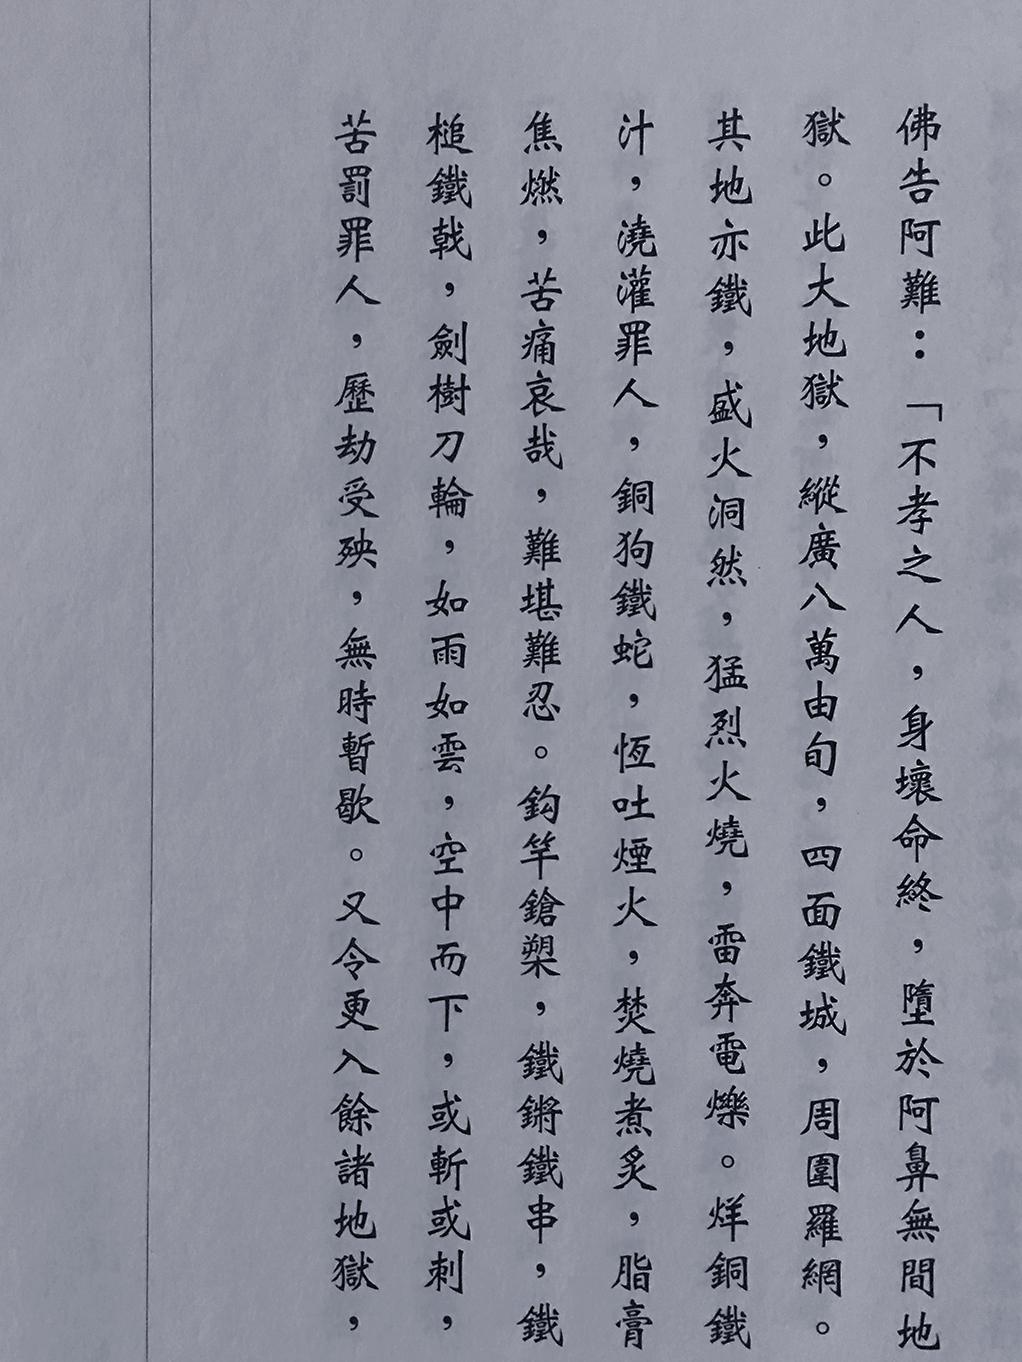 佛告阿難：「不孝之人，身壞命終，墮於阿鼻無間地
獄。此大地獄，縱廣八萬由旬，四面鐵城，周圍羅網。
其地亦鐵，盛火洞然，猛烈火燒，雷奔電爍。烊銅鐵
汁，澆灌罪人，銅狗鐵蛇，恆吐煙火，焚燒煮炙，脂膏
焦燃，苦痛哀哉，難堪難忍。鈎竿鎗槊，鐵鏘鐵串，鐵
槌鐵戟，劍樹刀輪，如雨如雲，空中而下，或斬或刺，
苦罰罪人，歷劫受殃，無時暫歇。又令更入餘諸地獄，